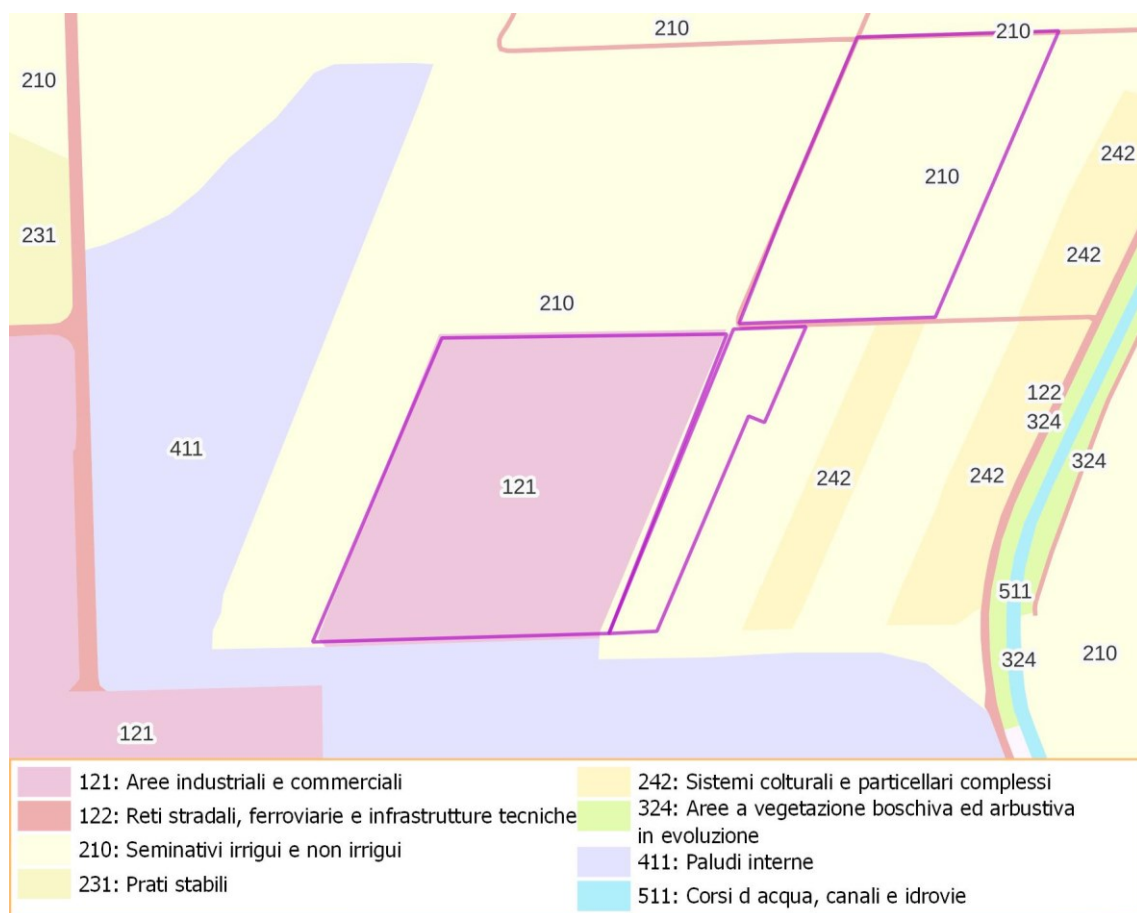 210
210
210
242
210
231
242
210
122
324
411
324
242
242
121
511
324
210
121
121: Aree industriali e commerciali
122: Reti stradali, ferroviarie e infrastrutture tecniche
210: Seminativi irrigui e non irrigui
231: Prati stabili
242: Sistemi colturali e particellari complessi
324: Aree a vegetazione boschiva ed arbustiva
in evoluzione
411: Paludi interne
511: Corsi d acqua, canali e idrovie